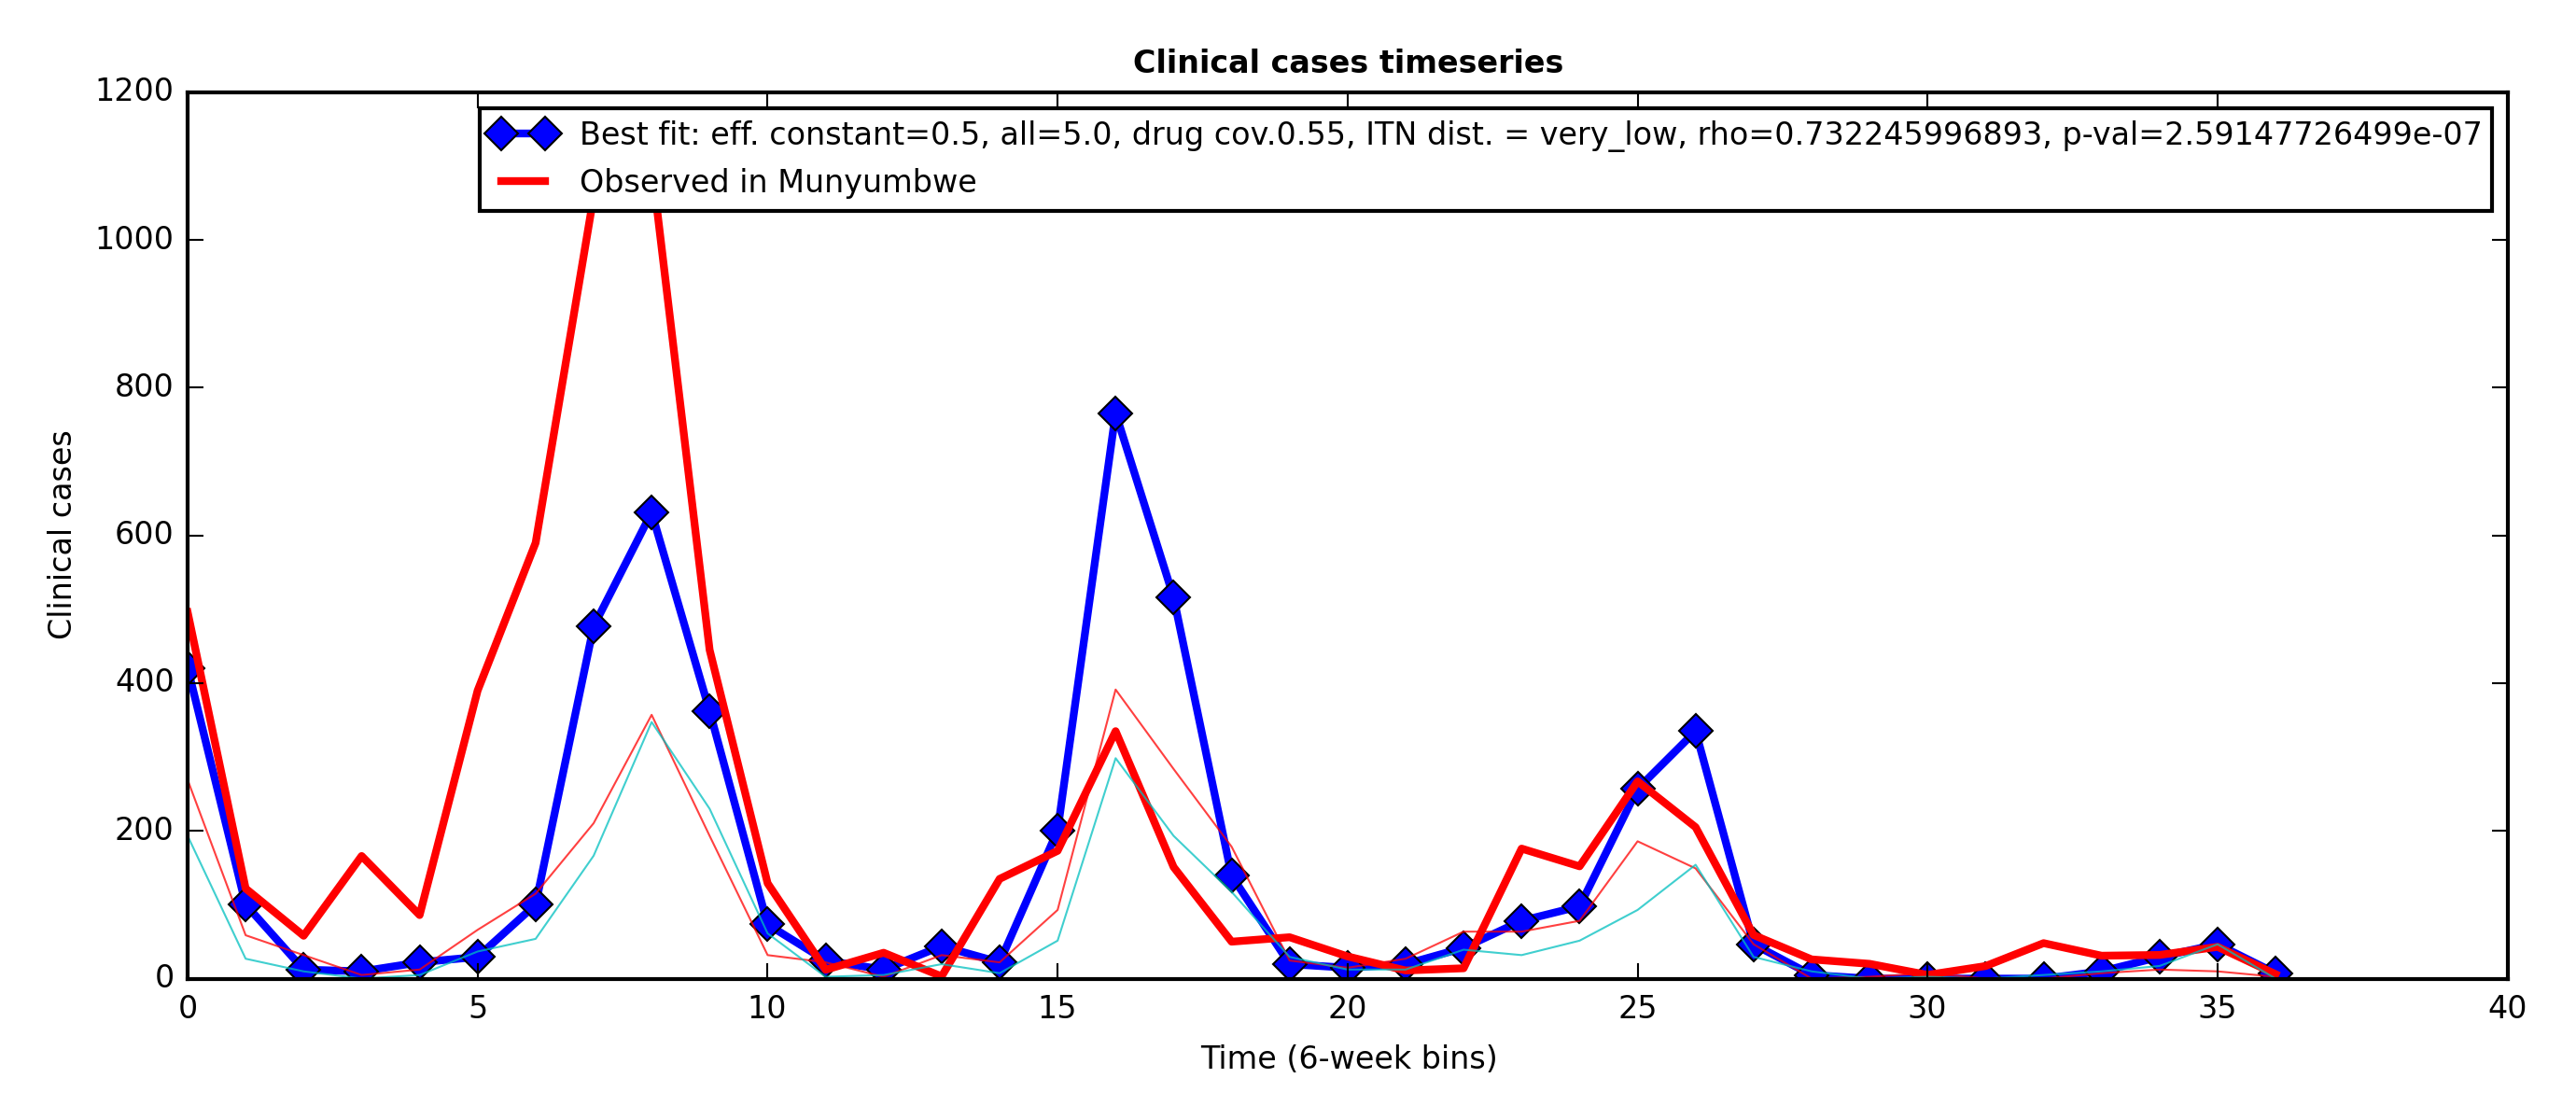 Clinical cases timeseries
1200
1000
800
600
400
200
0
Clinical cases
Best fit: eff. constant=0.5, all=5.0, drug cov.0.55, ITN dist. = very_low, rho=0.732245996893, p-val=2.59147726499e-07
Observed in Munyumbwe
0 5 10 15 20 25 30 35 40
Time (6-week bins)